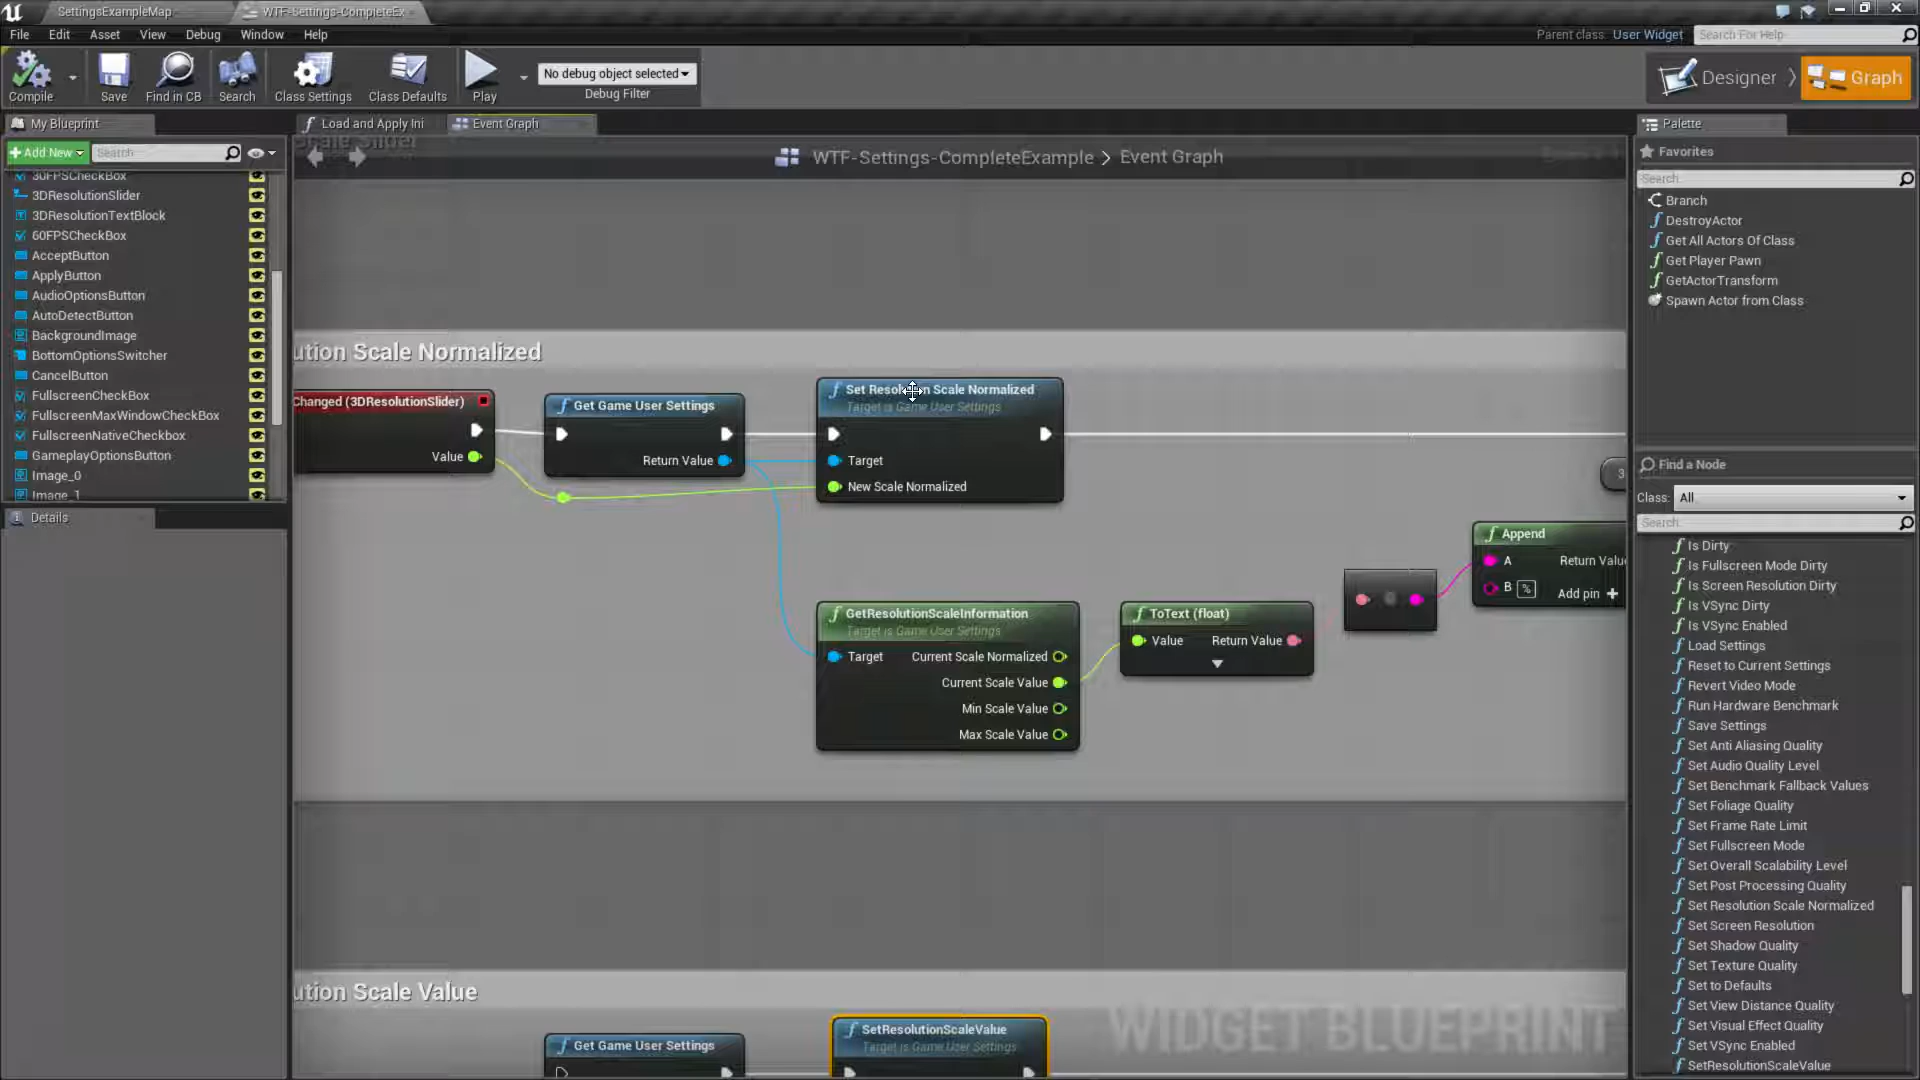 SettingsExampleMap
WTF-Settings-CompleteEx
File Edit Asset View Debug Window Help
Parent class: User Widget
Search For Help
Compile
Save
Find in CB
Search
Class Settings
Class Defaults
Play
No debug object selected
Debug Filter
Designer
Graph
My Blueprint
Load and Apply Ini
Event Graph
Palette
Add New
Search
WTF-Settings-CompleteExample > Event Graph
30FPSCheckBox
3DResolutionSlider
3DResolutionTextBlock
60FPSCheckBox
AcceptButton
ApplyButton
AudioOptionsButton
AutoDetectButton
BackgroundImage
BottomOptionsSwitcher
CancelButton
FullscreenCheckBox
FullscreenMaxWindowCheckBox
FullscreenNativeCheckbox
GameplayOptionsButton
Image_0
Image_1
Details
Scale Slider
ution Scale Normalized
Changed (3DResolutionSlider)
Value
Get Game User Settings
Return Value
Set Resolution Scale Normalized
Target is Game User Settings
Target
New Scale Normalized
GetResolutionScaleInformation
Target is Game User Settings
Target
Current Scale Normalized
Current Scale Value
Min Scale Value
Max Scale Value
ToText (float)
Value
Return Value
3
Append
A
Return Valu
B %
Add pin +
ution Scale Value
Get Game User Settings
SetResolutionScaleValue
Target is Game User Settings
WIDGET BLUEPRINT
Favorites
Search
Branch
DestroyActor
Get All Actors Of Class
Get Player Pawn
GetActorTransform
Spawn Actor from Class
Find a Node
Class: All
Search
Is Dirty
Is Fullscreen Mode Dirty
Is Screen Resolution Dirty
Is VSync Dirty
Is VSync Enabled
Load Settings
Reset to Current Settings
Revert Video Mode
Run Hardware Benchmark
Save Settings
Set Anti Aliasing Quality
Set Audio Quality Level
Set Benchmark Fallback Values
Set Foliage Quality
Set Frame Rate Limit
Set Fullscreen Mode
Set Overall Scalability Level
Set Post Processing Quality
Set Resolution Scale Normalized
Set Screen Resolution
Set Shadow Quality
Set Texture Quality
Set to Defaults
Set View Distance Quality
Set Visual Effect Quality
Set VSync Enabled
SetResolutionScaleValue